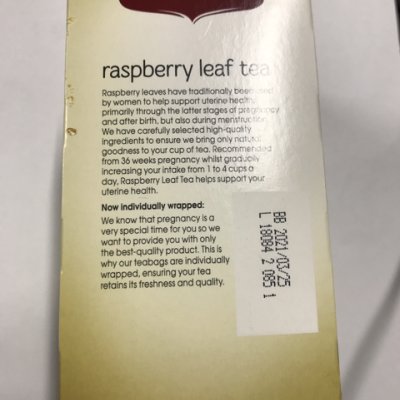 raspberry leaf tea
Raspberry leaves have traditionally been used
by women to help support uterine health,
primarily through the latter stages of pregnancy
and after birth, but also during menstruation.
We have carefully selected high-quality
ingredients to ensure we bring only natural
goodness to your cup of tea. Recommended
from 36 weeks pregnancy whilst gradually
increasing your intake from 1 to 4 cups a
day, Raspberry Leaf Tea helps support your
uterine health.
Now individually wrapped:
We know that pregnancy is a
very special time for you so we
want to provide you with only
the best-quality product. This is
why our teabags are individually
wrapped, ensuring your tea
retains its freshness and quality.
BB 2021/03/25
L 18084 2 085 1